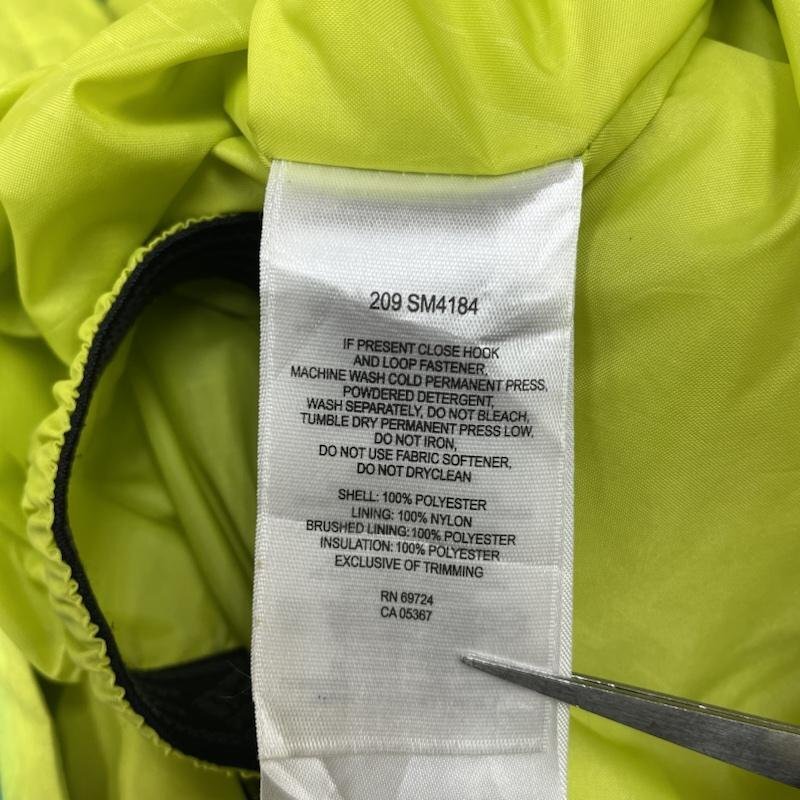 209 SM4184
IF PRESENT CLOSE HOOK
AND LOOP FASTENER,
MACHINE WASH COLD PERMANENT PRESS,
POWDERED DETERGENT,
WASH SEPARATELY, DO NOT BLEACH,
TUMBLE DRY PERMANENT PRESS LOW.
DO NOT IRON,
DO NOT USE FABRIC SOFTENER,
DO NOT DRYCLEAN
SHELL: 100% POLYESTER
LINING: 100% NYLON
BRUSHED LINING:100% POLYESTER
INSULATION: 100% POLYESTER
EXCLUSIVE OF TRIMMING
RN 69724
CA 05367